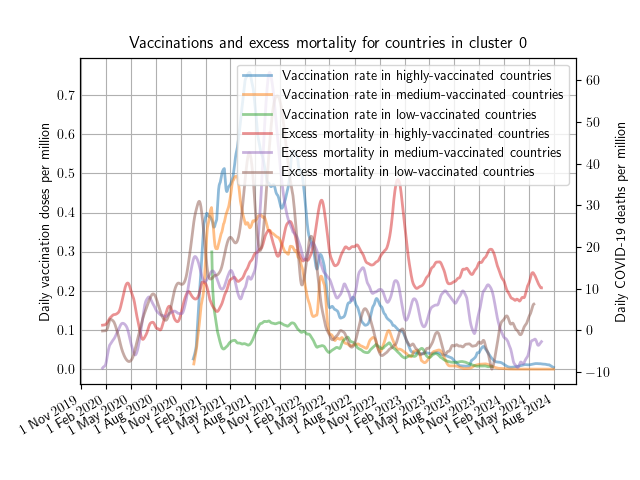 Vaccinations and excess mortality for countries in cluster 0
Vaccination rate in highly-vaccinated countries
Vaccination rate in medium-vaccinated countries
Vaccination rate in low-vaccinated countries
Excess mortality in highly-vaccinated countries
Excess mortality in medium-vaccinated countries
Excess mortality in low-vaccinated countries
Daily vaccination doses per million
0.7
0.6
0.5
0.4
0.3
0.2
0.1
0.0
60
50
40
30
20
10
0
−10
Daily COVID-19 deaths per million
1 Nov 2019
1 Feb 2020
1 May 2020
1 Aug 2020
1 Nov 2020
1 Feb 2021
1 May 2021
1 Aug 2021
1 Nov 2021
1 Feb 2022
1 May 2022
1 Aug 2022
1 Nov 2022
1 Feb 2023
1 May 2023
1 Aug 2023
1 Nov 2023
1 Feb 2024
1 May 2024
1 Aug 2024